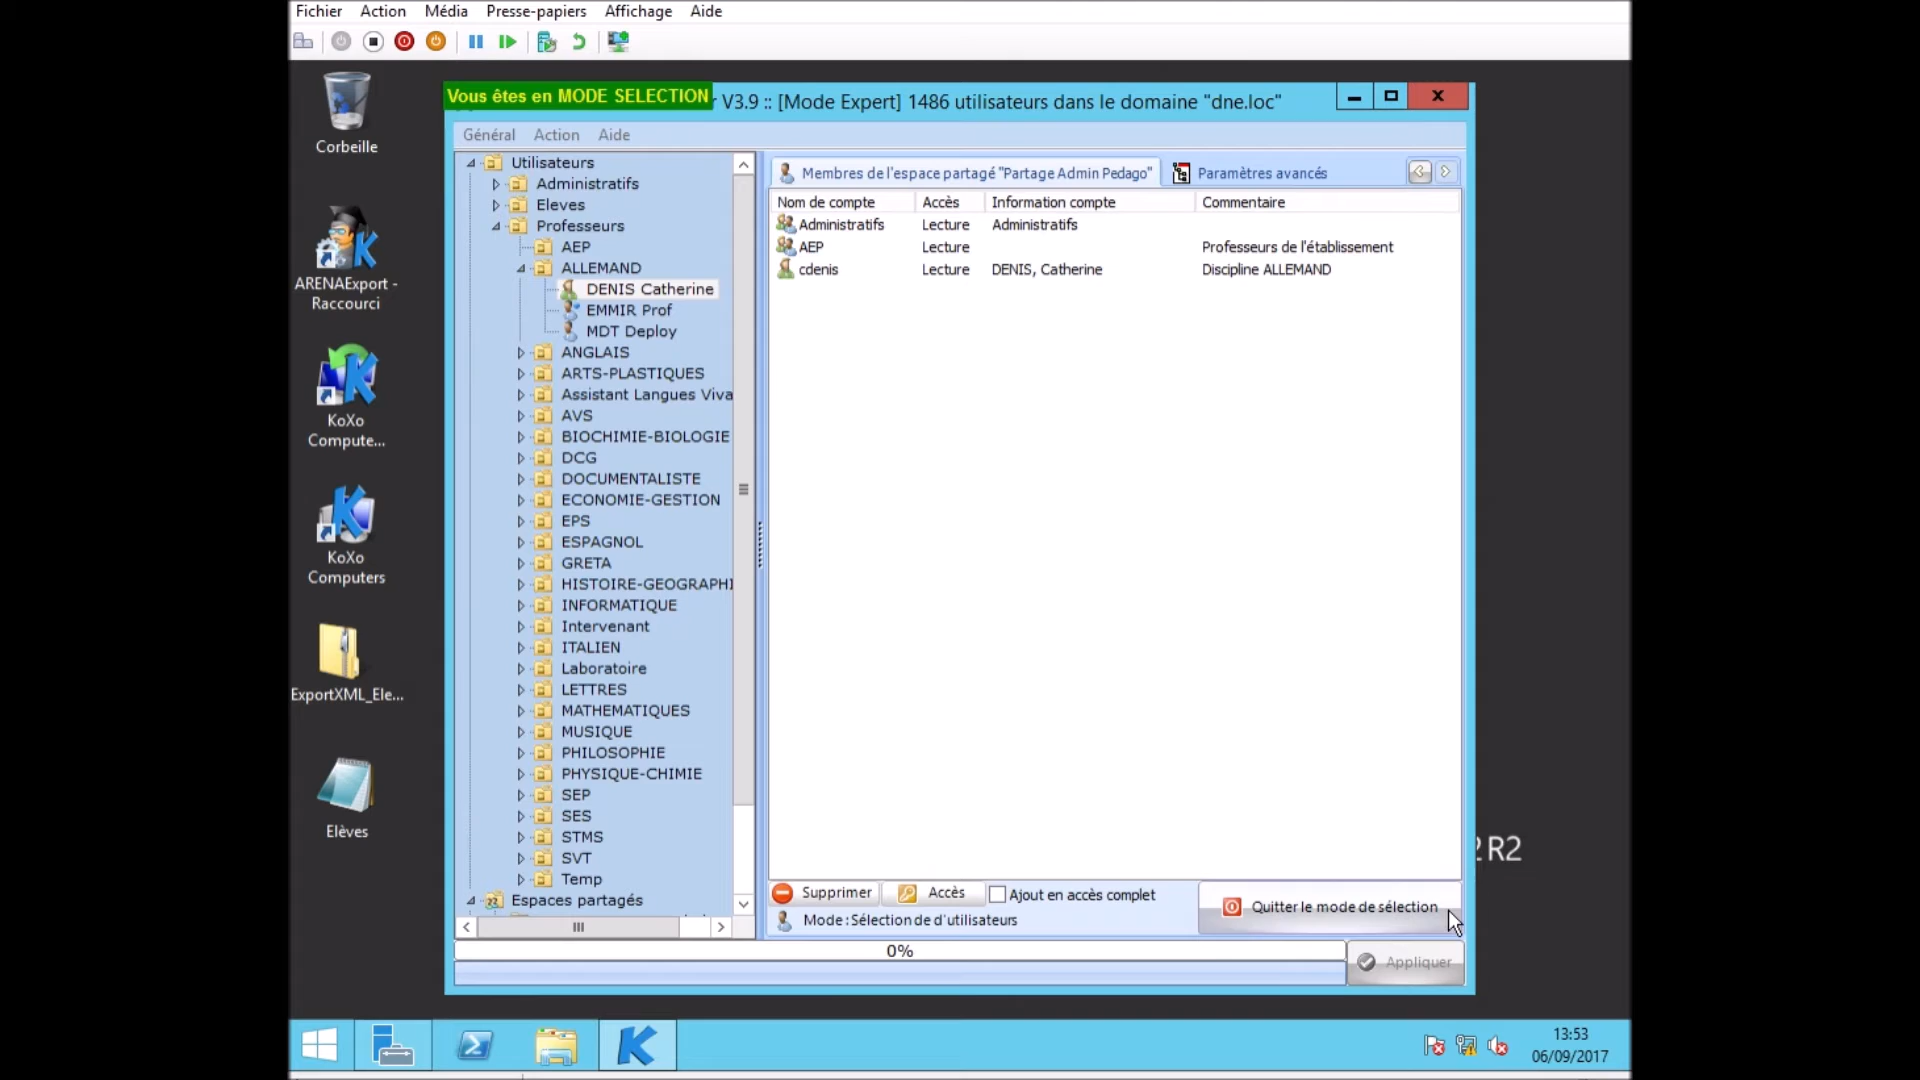 Fichier Action Média Presse-papiers Affichage Aide
Corbeille
ARENAExport - Raccourci
KoXo Compute...
KoXo Computers
ExportXML_Ele...
Elèves
Vous êtes en MODE SELECTION
V3.9 :: [Mode Expert] 1486 utilisateurs dans le domaine "dne.loc"
Général Action Aide
Utilisateurs
Administratifs
Eleves
Professeurs
AEP
ALLEMAND
DENIS Catherine
EMMIR Prof
MDT Deploy
ANGLAIS
ARTS-PLASTIQUES
Assistant Langues Viva
AVS
BIOCHIMIE-BIOLOGIE
DCG
DOCUMENTALISTE
ECONOMIE-GESTION
EPS
ESPAGNOL
GRETA
HISTOIRE-GEOGRAPHI
INFORMATIQUE
Intervenant
ITALIEN
Laboratoire
LETTRES
MATHEMATIQUES
MUSIQUE
PHILOSOPHIE
PHYSIQUE-CHIMIE
SEP
SES
STMS
SVT
Temp
Espaces partagés
Membres de l'espace partagé "Partage Admin Pedago" Paramètres avancés
Nom de compte Accès Information compte Commentaire
Administratifs Lecture Administratifs
AEP Lecture Professeurs de l'établissement
cdenis Lecture DENIS, Catherine Discipline ALLEMAND
Supprimer Accès Ajout en accès complet
Mode : Sélection de d'utilisateurs
Quitter le mode de sélection
0%
Appliquer
2 R2
13:53
06/09/2017